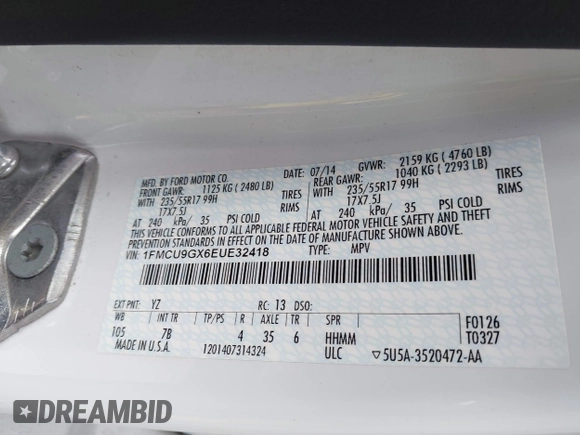 MFD. BY FORD MOTOR CO. DATE: 07/14 GVWR: 2159 KG ( 4760 LB)
FRONT GAWR: 1125 KG ( 2480 LB) REAR GAWR: 1040 KG ( 2293 LB)
WITH 235/55R17 99H TIRES WITH 235/55R17 99H TIRES
17X7.5J RIMS 17X7.5J RIMS
AT 240 kPa/ 35 PSI COLD AT 240 kPa/ 35 PSI COLD
THIS VEHICLE CONFORMS TO ALL APPLICABLE FEDERAL MOTOR VEHICLE SAFETY AND THEFT
PREVENTION STANDARDS IN EFFECT ON THE DATE OF MANUFACTURE SHOWN ABOVE.
VIN: 1FMCU9GX6EUE32418 TYPE: MPV
EXT PNT: YZ RC: 13 DSO:
WB INT TR TP/PS R AXLE TR SPR F0126
105 7B 4 35 6 HHMM T0327
MADE IN U.S.A. 1201407314324 ULC ▽5U5A-3520472-AA
DREAMBID